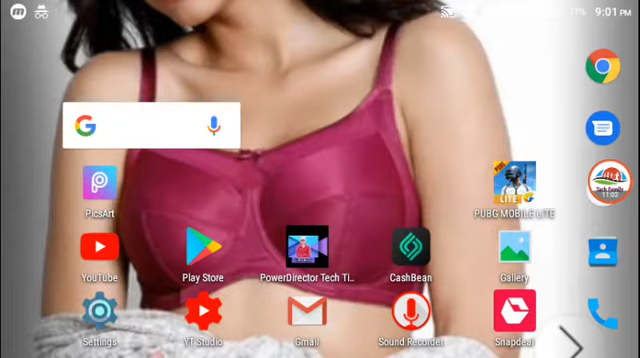 9:01 PM
PicsArt
LITE
PUBG MOBILE LITE
Tech Family
11:02
YouTube
Play Store
PowerDirector Tech Ti..
CashBean
Gallery
Settings
YT Studio
Gmail
Sound Recorder
Snapdeal